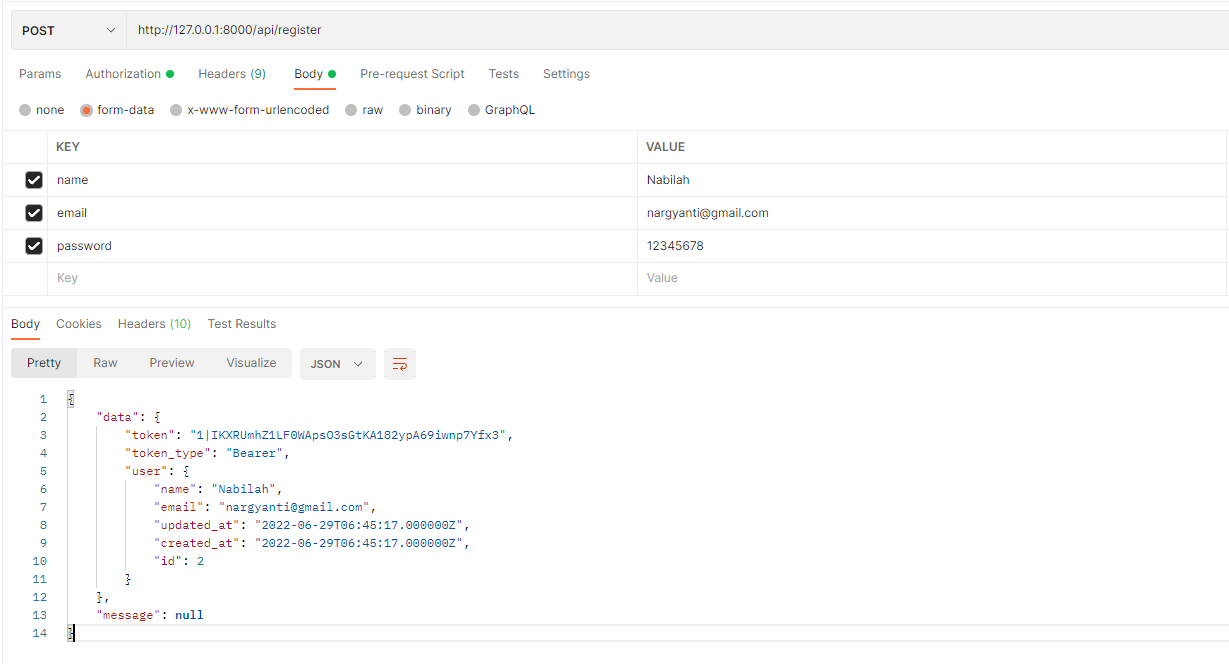 POST http://127.0.0.1:8000/api/register
Params Authorization Headers (9) Body Pre-request Script Tests Settings
none form-data x-www-form-urlencoded raw binary GraphQL
KEY VALUE
name Nabilah
email nargyanti@gmail.com
password 12345678
Key Value
Body Cookies Headers (10) Test Results
Pretty Raw Preview Visualize JSON
1 {
2 "data": {
3 "token": "1|IKXRUmhZ1LF0WApsO3sGtKA182ypA69iwnp7Yfx3",
4 "token_type": "Bearer",
5 "user": {
6 "name": "Nabilah",
7 "email": "nargyanti@gmail.com",
8 "updated_at": "2022-06-29T06:45:17.000000Z",
9 "created_at": "2022-06-29T06:45:17.000000Z",
10 "id": 2
11 }
12 },
13 "message": null
14 }